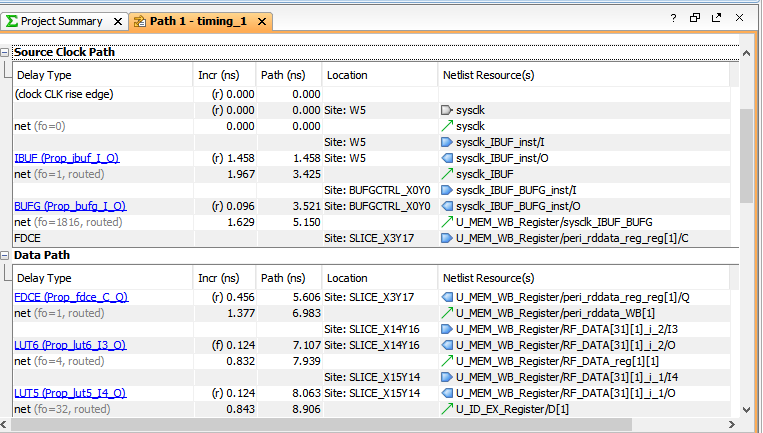 Project Summary Path 1 - timing_1 ?
Source Clock Path
Delay Type Incr (ns) Path (ns) Location Netlist Resource(s)
(clock CLK rise edge) (r) 0.000 0.000
(r) 0.000 0.000 Site: W5 sysclk
net (fo=0) 0.000 0.000 sysclk
Site: W5 sysclk_IBUF_inst/I
IBUF (Prop_ibuf_I_O) (r) 1.458 1.458 Site: W5 sysclk_IBUF_inst/O
net (fo=1, routed) 1.967 3.425 sysclk_IBUF
Site: BUFGCTRL_X0Y0 sysclk_IBUF_BUFG_inst/I
BUFG (Prop_bufg_I_O) (r) 0.096 3.521 Site: BUFGCTRL_X0Y0 sysclk_IBUF_BUFG_inst/O
net (fo=1816, routed) 1.629 5.150 U_MEM_WB_Register/sysclk_IBUF_BUFG
FDCE Site: SLICE_X3Y17 U_MEM_WB_Register/peri_rddata_reg_reg[1]/C
Data Path
Delay Type Incr (ns) Path (ns) Location Netlist Resource(s)
FDCE (Prop_fdce_C_Q) (r) 0.456 5.606 Site: SLICE_X3Y17 U_MEM_WB_Register/peri_rddata_reg_reg[1]/Q
net (fo=1, routed) 1.377 6.983 U_MEM_WB_Register/peri_rddata_WB[1]
Site: SLICE_X14Y16 U_MEM_WB_Register/RF_DATA[31][1]_i_2/I3
LUT6 (Prop_lut6_I3_O) (f) 0.124 7.107 Site: SLICE_X14Y16 U_MEM_WB_Register/RF_DATA[31][1]_i_2/O
net (fo=4, routed) 0.832 7.939 U_MEM_WB_Register/RF_DATA_reg[1][1]
Site: SLICE_X15Y14 U_MEM_WB_Register/RF_DATA[31][1]_i_1/I4
LUT5 (Prop_lut5_I4_O) (r) 0.124 8.063 Site: SLICE_X15Y14 U_MEM_WB_Register/RF_DATA[31][1]_i_1/O
net (fo=32, routed) 0.843 8.906 U_ID_EX_Register/D[1]